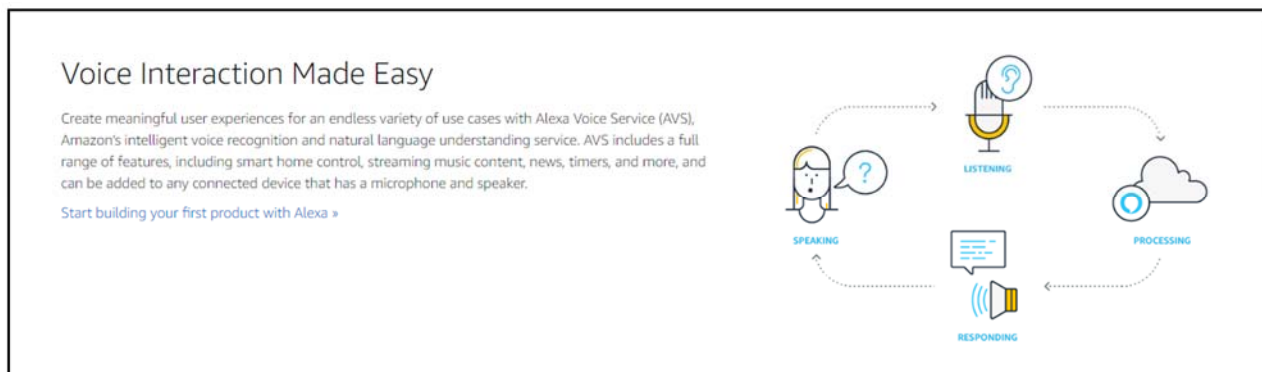 Voice Interaction Made Easy
Create meaningful user experiences for an endless variety of use cases with Alexa Voice Service (AVS),
Amazon's intelligent voice recognition and natural language understanding service. AVS includes a full
range of features, including smart home control, streaming music content, news, timers, and more, and
can be added to any connected device that has a microphone and speaker.
Start building your first product with Alexa »
LISTENING
?
SPEAKING
PROCESSING
RESPONDING